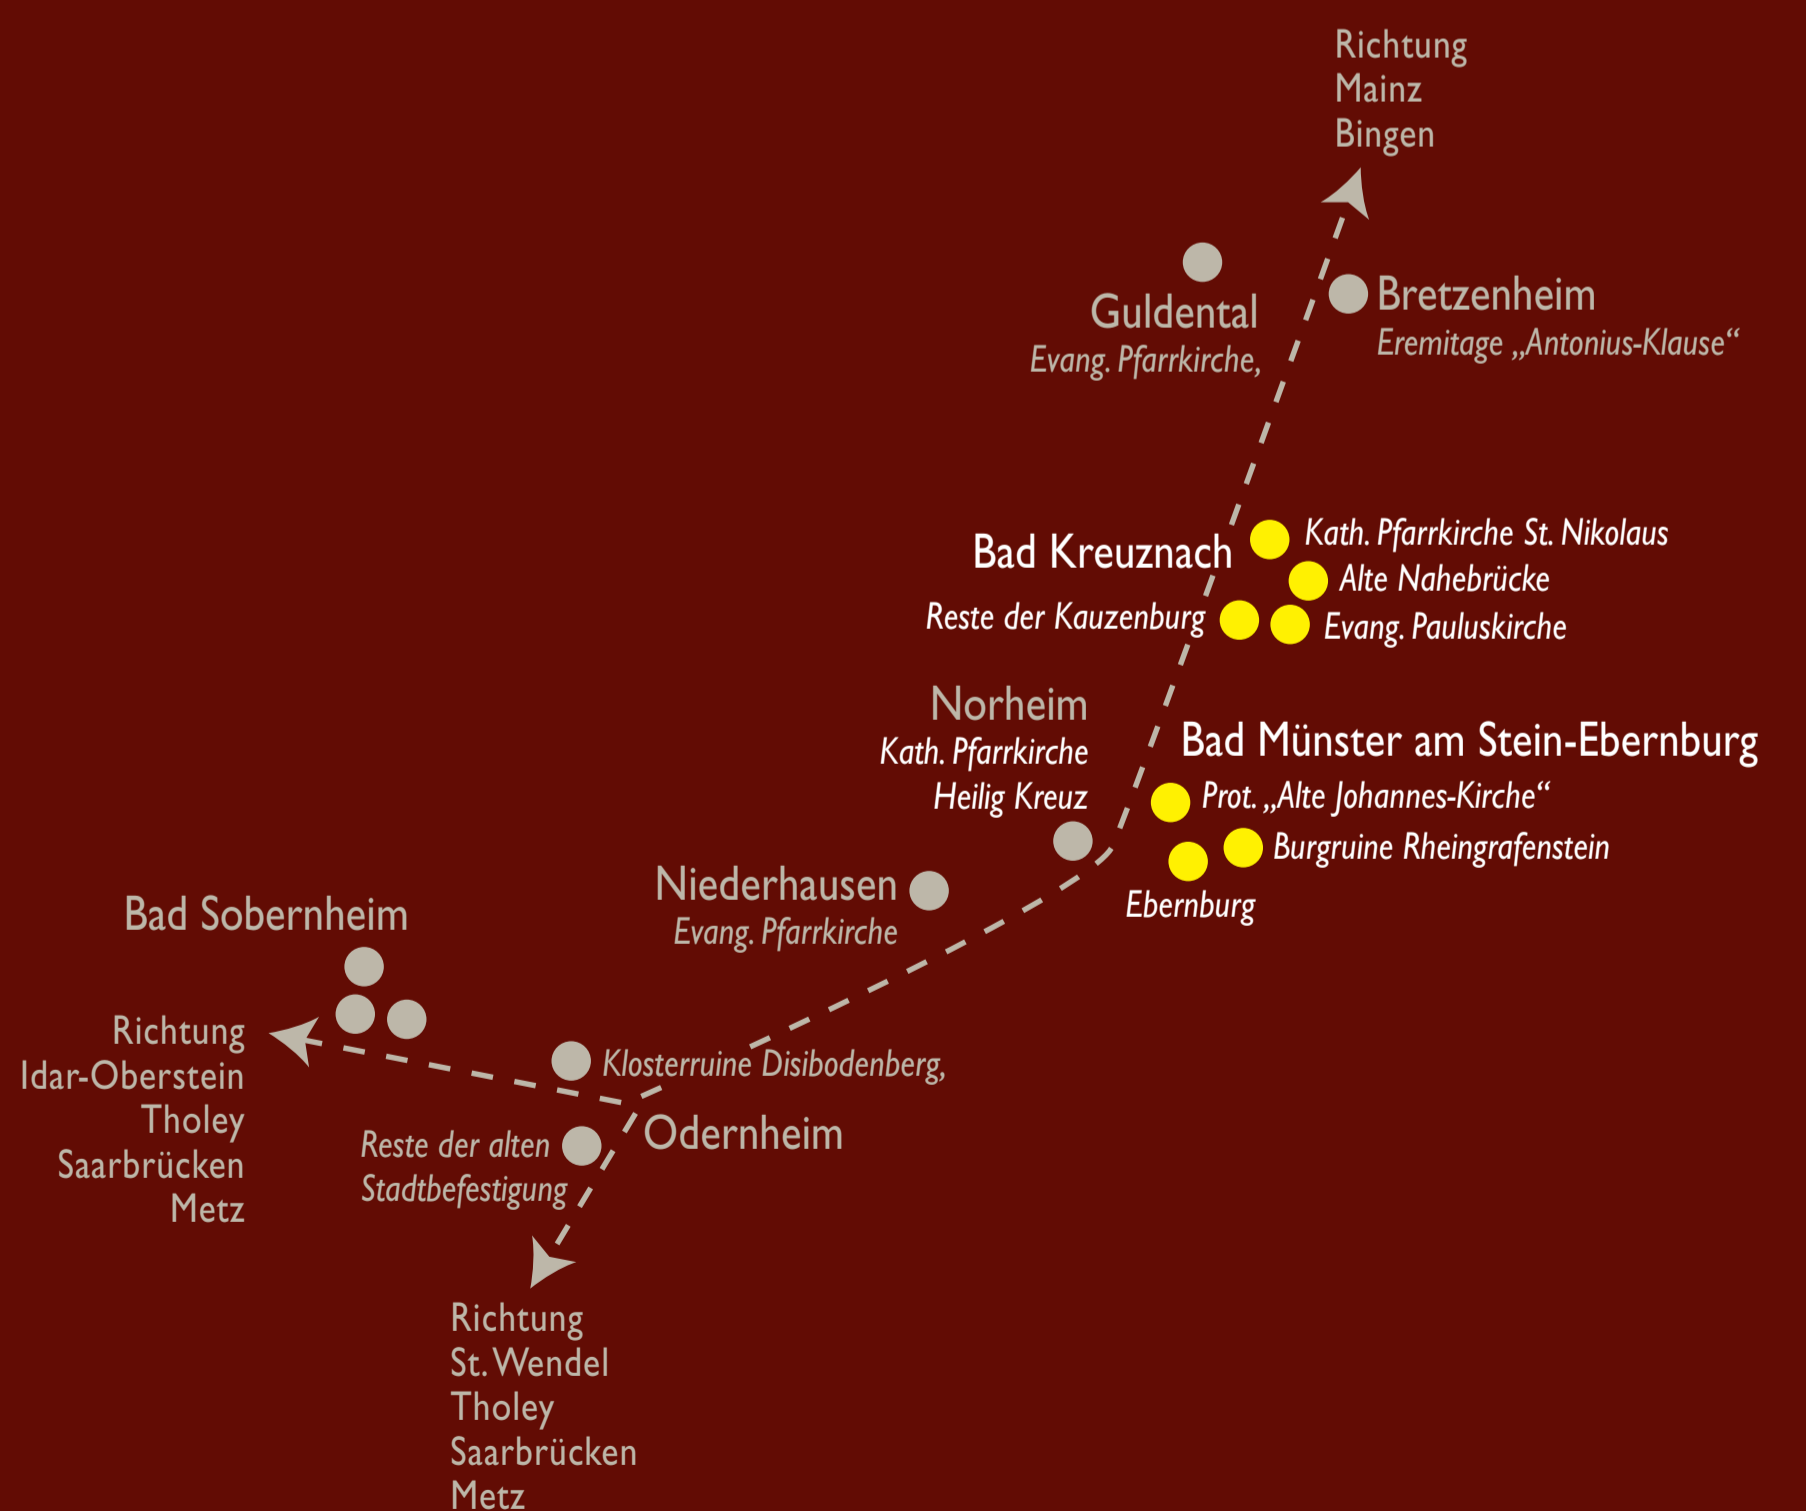 Richtung
Mainz
Bingen
Guldental
Evang. Pfarrkirche,
Bretzenheim
Eremitage „Antonius-Klause“
Bad Kreuznach
Kath. Pfarrkirche St. Nikolaus
Alte Nahebrücke
Reste der Kauzenburg
Evang. Pauluskirche
Norheim
Kath. Pfarrkirche
Heilig Kreuz
Bad Münster am Stein-Ebernburg
Prot. „Alte Johannes-Kirche“
Burgruine Rheingrafenstein
Ebernburg
Niederhausen
Evang. Pfarrkirche
Bad Sobernheim
Richtung
Idar-Oberstein
Tholey
Saarbrücken
Metz
Klosterruine Disibodenberg,
Odernheim
Reste der alten
Stadtbefestigung
Richtung
St. Wendel
Tholey
Saarbrücken
Metz